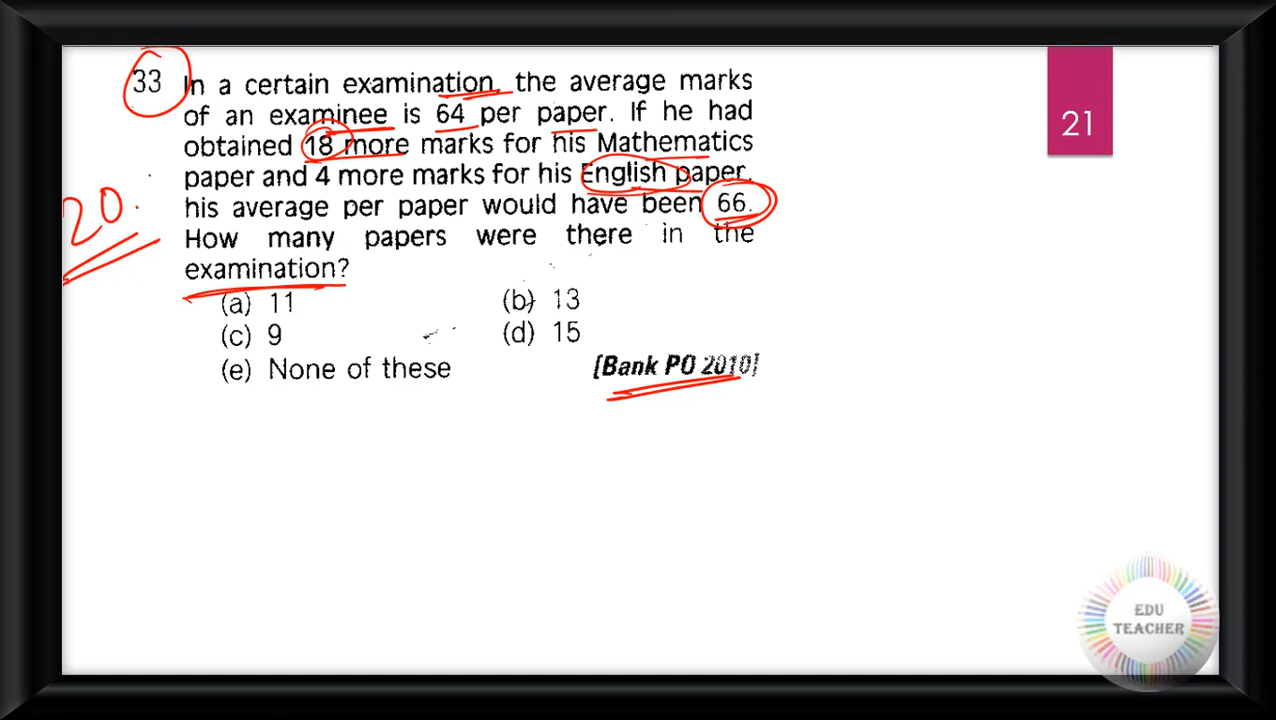 33 In a certain examination, the average marks
of an examinee is 64 per paper. If he had
obtained 18 more marks for his Mathematics
paper and 4 more marks for his English paper,
his average per paper would have been 66.
How many papers were there in the
examination?
(a) 11 (b) 13
(c) 9 (d) 15
(e) None of these [Bank PO 2010]
20.
21
EDU
TEACHER